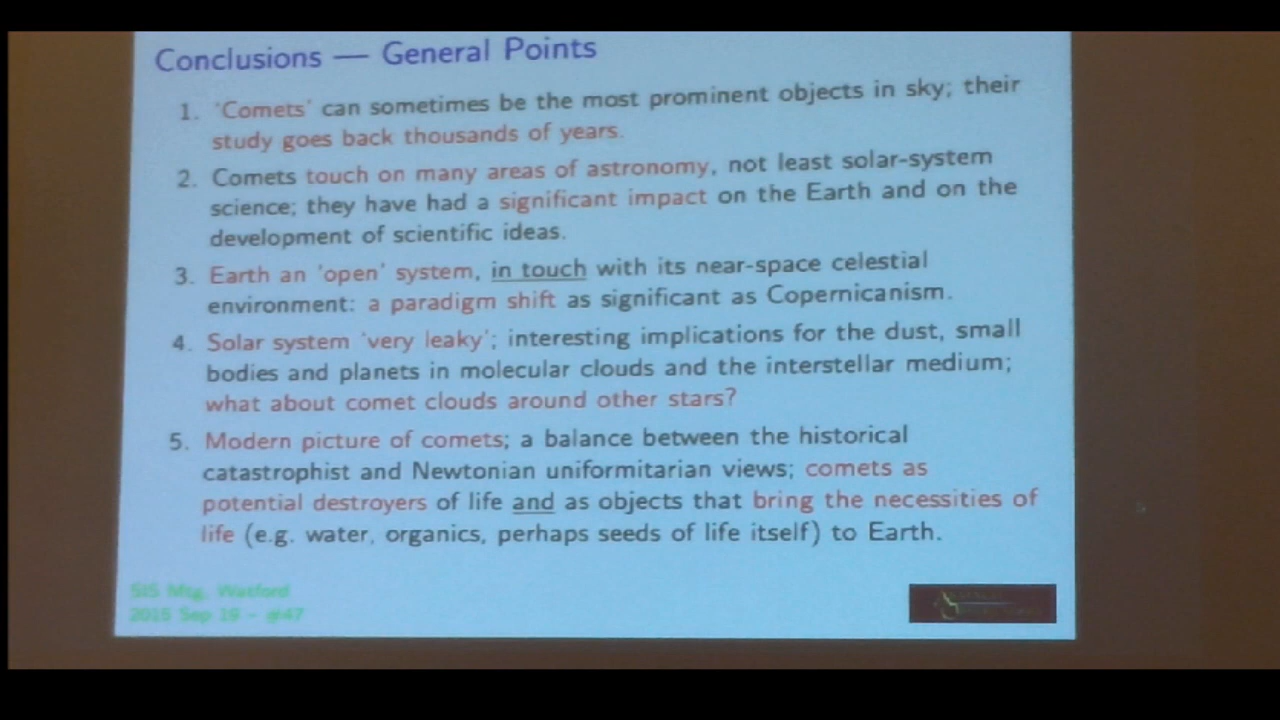 Conclusions — General Points
1. 'Comets' can sometimes be the most prominent objects in sky; their
study goes back thousands of years.
2. Comets touch on many areas of astronomy, not least solar-system
science; they have had a significant impact on the Earth and on the
development of scientific ideas.
3. Earth an 'open' system, in touch with its near-space celestial
environment: a paradigm shift as significant as Copernicanism.
4. Solar system 'very leaky'; interesting implications for the dust, small
bodies and planets in molecular clouds and the interstellar medium;
what about comet clouds around other stars?
5. Modern picture of comets; a balance between the historical
catastrophist and Newtonian uniformitarian views; comets as
potential destroyers of life and as objects that bring the necessities of
life (e.g. water, organics, perhaps seeds of life itself) to Earth.
SIS Mtg, Watford
Sep 19 - #47